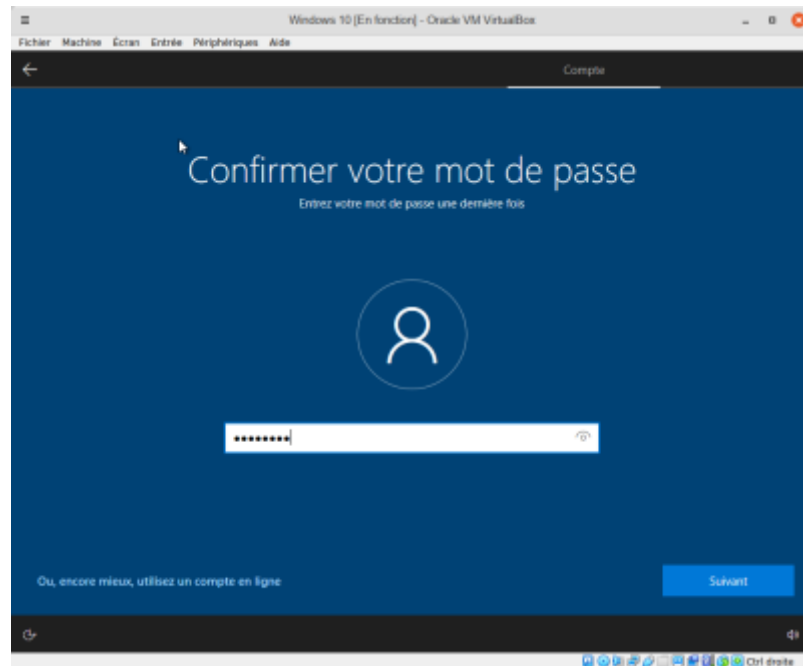 Windows 10 [En fonction] - Oracle VM VirtualBox
Fichier Machine Écran Entrée Périphériques Aide
Compte
Confirmer votre mot de passe
Entrez votre mot de passe une dernière fois
••••••••
Ou, encore mieux, utilisez un compte en ligne
Suivant
Ctrl droite